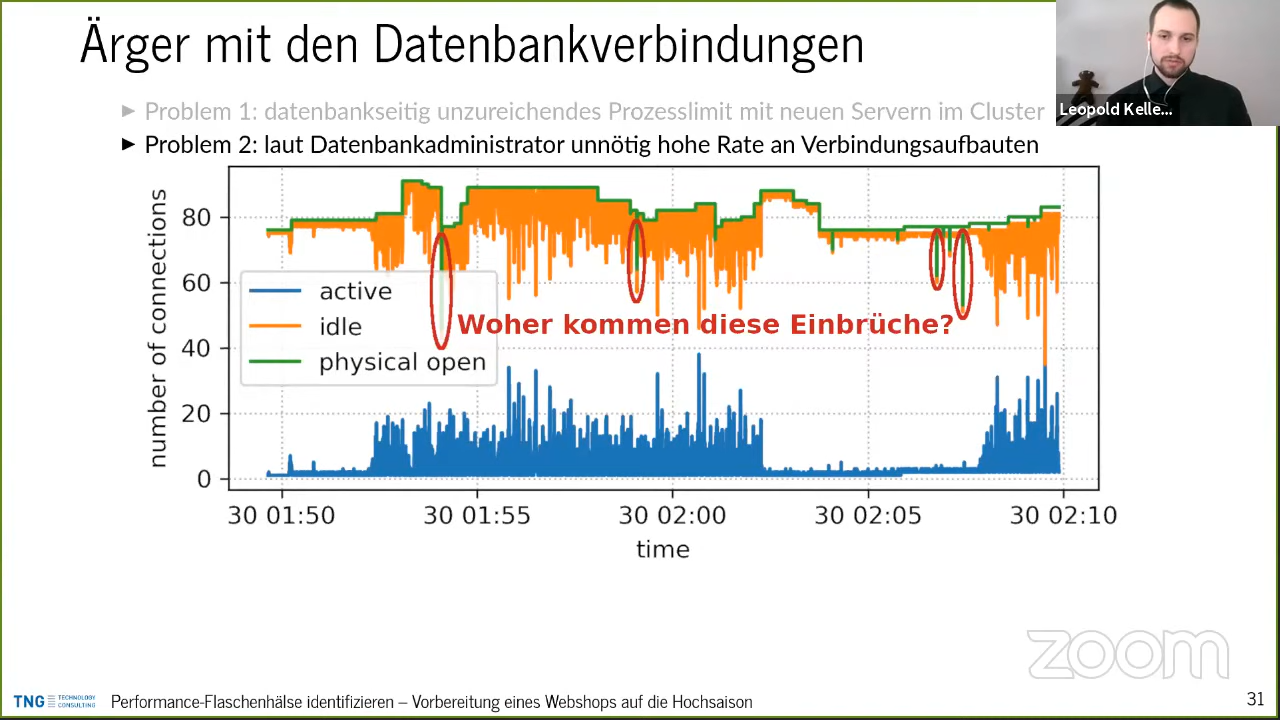 Ärger mit den Datenbankverbindungen
► Problem 1: datenbankseitig unzureichendes Prozesslimit mit neuen Servern im Cluster
Leopold Kelle...
► Problem 2: laut Datenbankadministrator unnötig hohe Rate an Verbindungsaufbauten
number of connections
80
60
40
20
0
active
idle
physical open
Woher kommen diese Einbrüche?
30 01:50 30 01:55 30 02:00 30 02:05 30 02:10
time
zoom
TNG TECHNOLOGY CONSULTING
Performance-Flaschenhälse identifizieren – Vorbereitung eines Webshops auf die Hochsaison
31